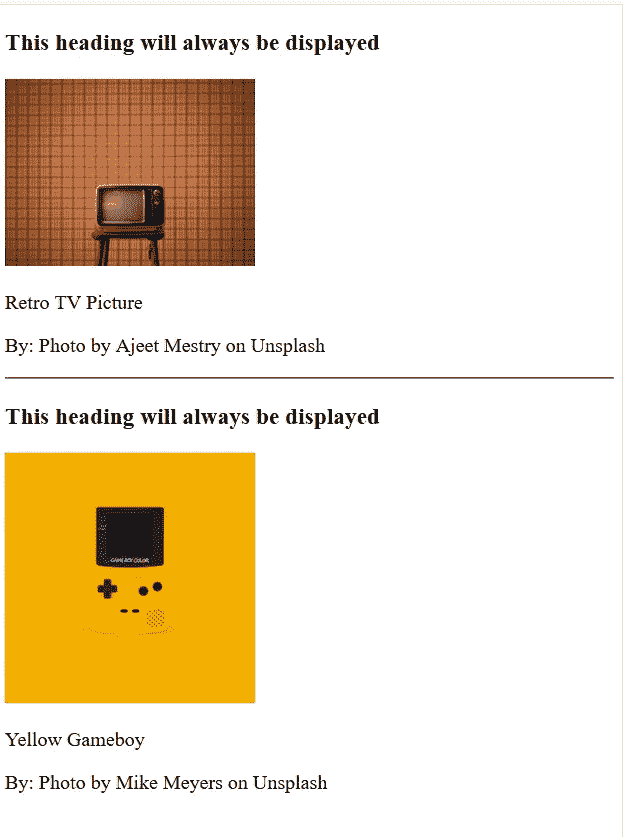 This heading will always be displayed
Retro TV Picture
By: Photo by Ajeet Mestry on Unsplash
This heading will always be displayed
GAME BOY COLOR
Yellow Gameboy
By: Photo by Mike Meyers on Unsplash